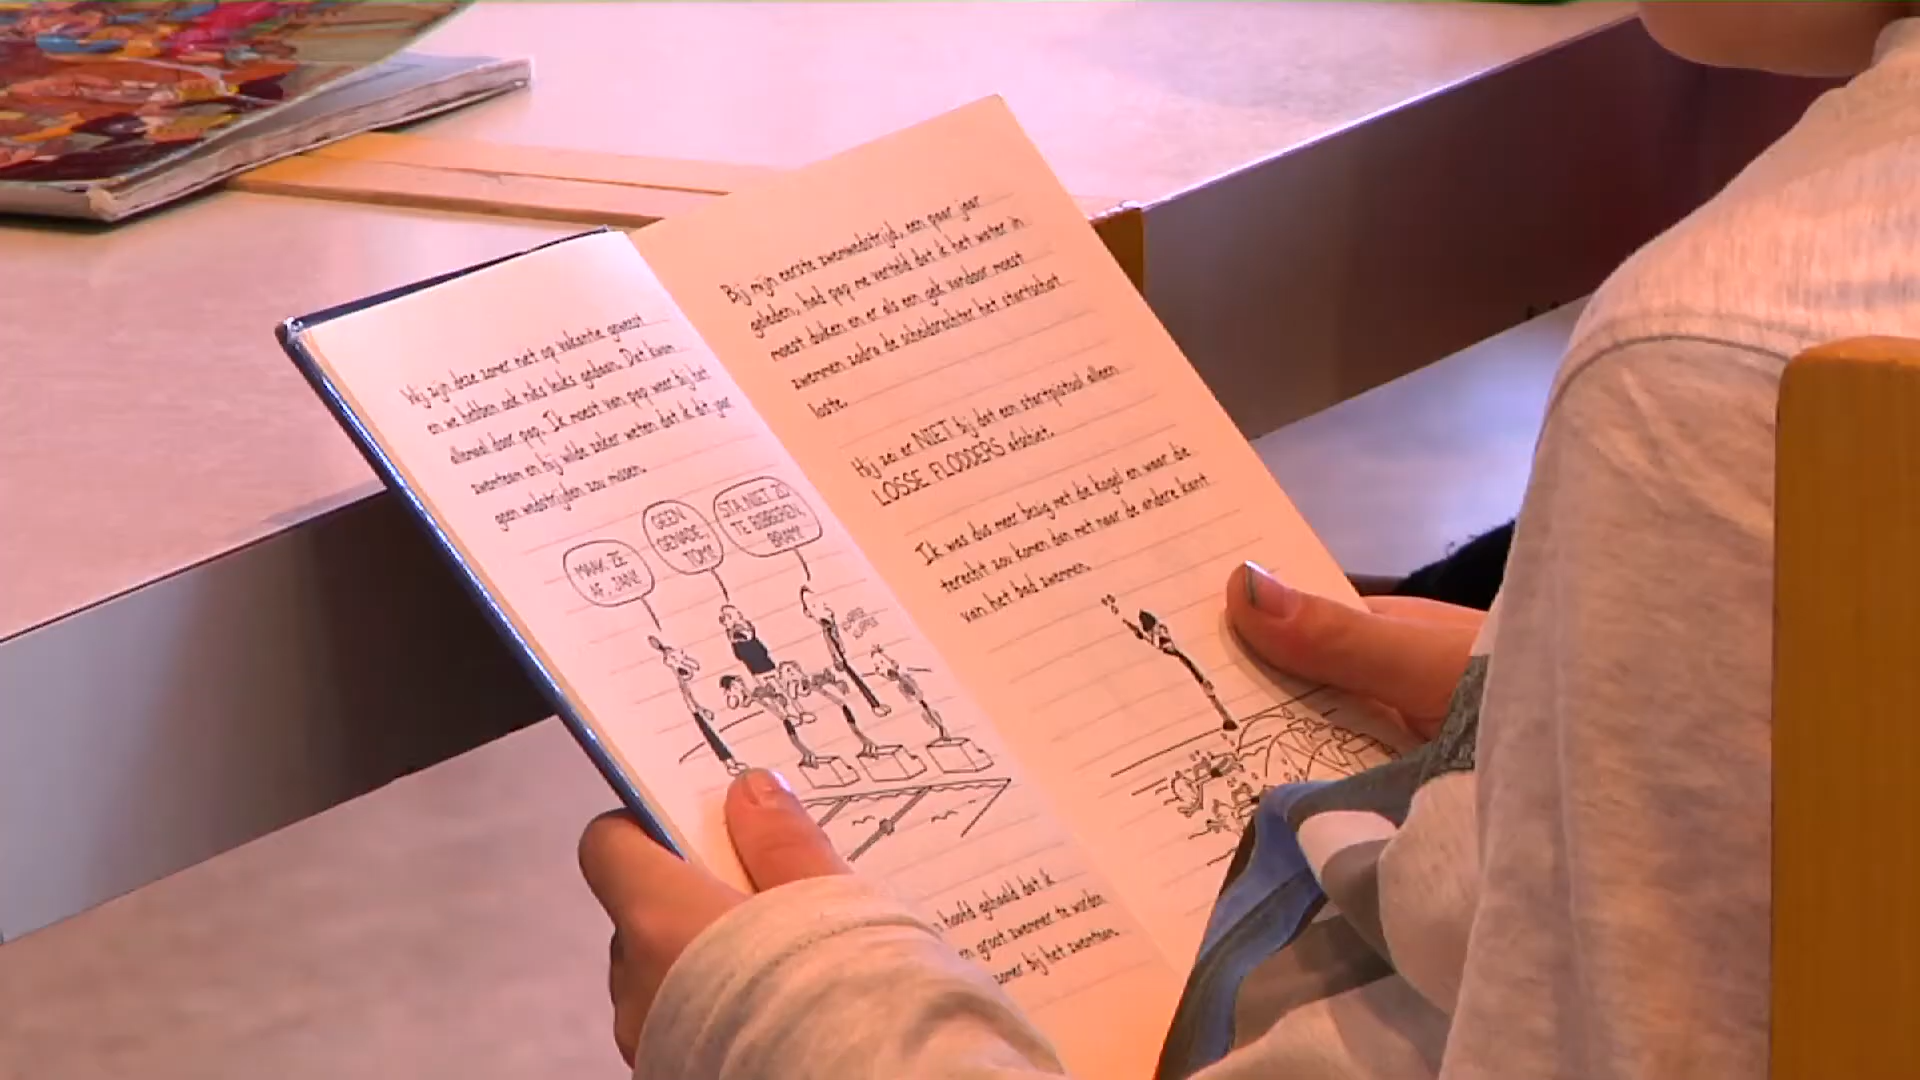 Wij zijn deze zomer niet op vakantie geweest
en we hebben ook niks leuks gedaan. Dat kwam
allemaal door pap. Ik moest van pap weer bij het
zwemteam en hij wilde zeker weten dat ik dit jaar
geen wedstrijden zou missen.
MAAK ZE
AF, JAN!
GEEN
GENADE,
TOM!
STA NIET ZO
TE BIBBEREN,
BRAM!
hoofd gehaald dat ik
en groot zwemmer te worden
zomer bij het zwemteam.
Bij mijn eerste zwemwedstrijd, een paar jaar
geleden, had pap me verteld dat ik het water in
moest duiken en er als een gek vandoor moest
zwemmen zodra de scheidsrechter het startschot
loste.
Hij zei er NIET bij dat een startpistool alleen
LOSSE FLODDERS afschiet.
Ik was dus meer bezig met de kogel en waar die
terecht zou komen dan met naar de andere kant
van het bad zwemmen.